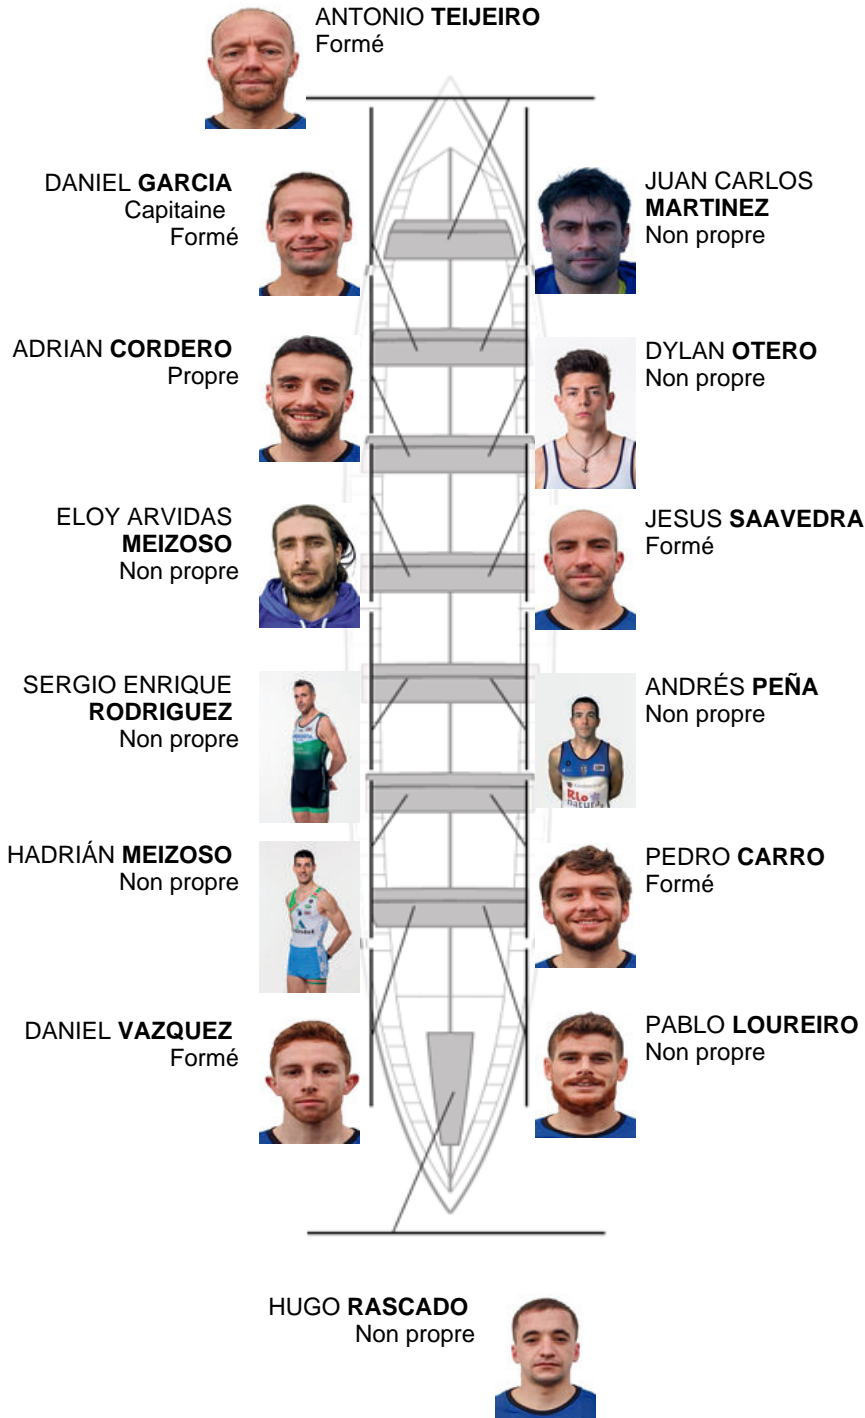 ANTONIO TEIJEIRO
Formé
DANIEL GARCIA
Capitaine
Formé
JUAN CARLOS
MARTINEZ
Non propre
ADRIAN CORDERO
Propre
DYLAN OTERO
Non propre
ELOY ARVIDAS
MEIZOSO
Non propre
JESUS SAAVEDRA
Formé
SERGIO ENRIQUE
RODRIGUEZ
Non propre
ANDRÉS PEÑA
Non propre
Río
natura
HADRIÁN MEIZOSO
Non propre
PEDRO CARRO
Formé
DANIEL VAZQUEZ
Formé
PABLO LOUREIRO
Non propre
HUGO RASCADO
Non propre